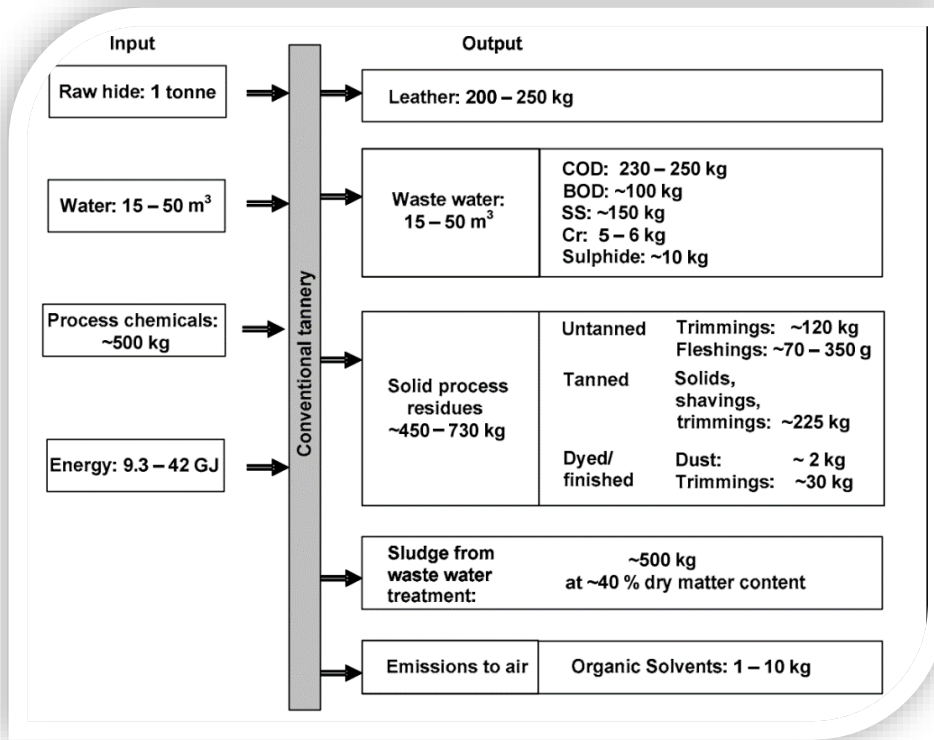 Input
Output
Raw hide: 1 tonne
Water: 15 – 50 m³
Process chemicals:
~500 kg
Energy: 9.3 – 42 GJ
Conventional tannery
Leather: 200 – 250 kg
Waste water:
15 – 50 m³
COD: 230 – 250 kg
BOD: ~100 kg
SS: ~150 kg
Cr: 5 – 6 kg
Sulphide: ~10 kg
Solid process
residues
~450 – 730 kg
Untanned Trimmings: ~120 kg
Fleshings: ~70 – 350 g
Tanned Solids,
shavings,
trimmings: ~225 kg
Dyed/ Dust: ~ 2 kg
finished Trimmings: ~30 kg
Sludge from
waste water
treatment:
~500 kg
at ~40 % dry matter content
Emissions to air
Organic Solvents: 1 – 10 kg